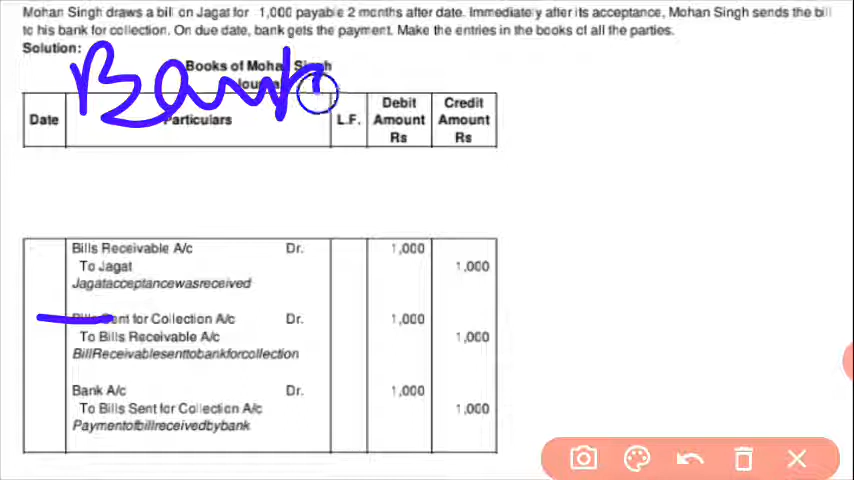 Mohan Singh draws a bill on Jagat for 1,000 payable 2 months after date. Immediate y after its acceptance, Mohan Singh sends the bill
to his bank for collection. On due date, bank gets the payment. Make the entries in the books of all the parties.
Solution:
Books of Mohan Singh
Bank
Date Particulars L.F. Debit Amount Rs Credit Amount Rs
Bills Receivable A/c Dr. 1,000
To Jagat 1,000
Jagatacceptancewasreceived
Bills Sent for Collection A/c Dr. 1,000
To Bills Receivable A/c 1,000
BillReceivablesenttobankforcollection
Bank A/c Dr. 1,000
To Bills Sent for Collection A/c 1,000
Paymentofbillreceivedbybank